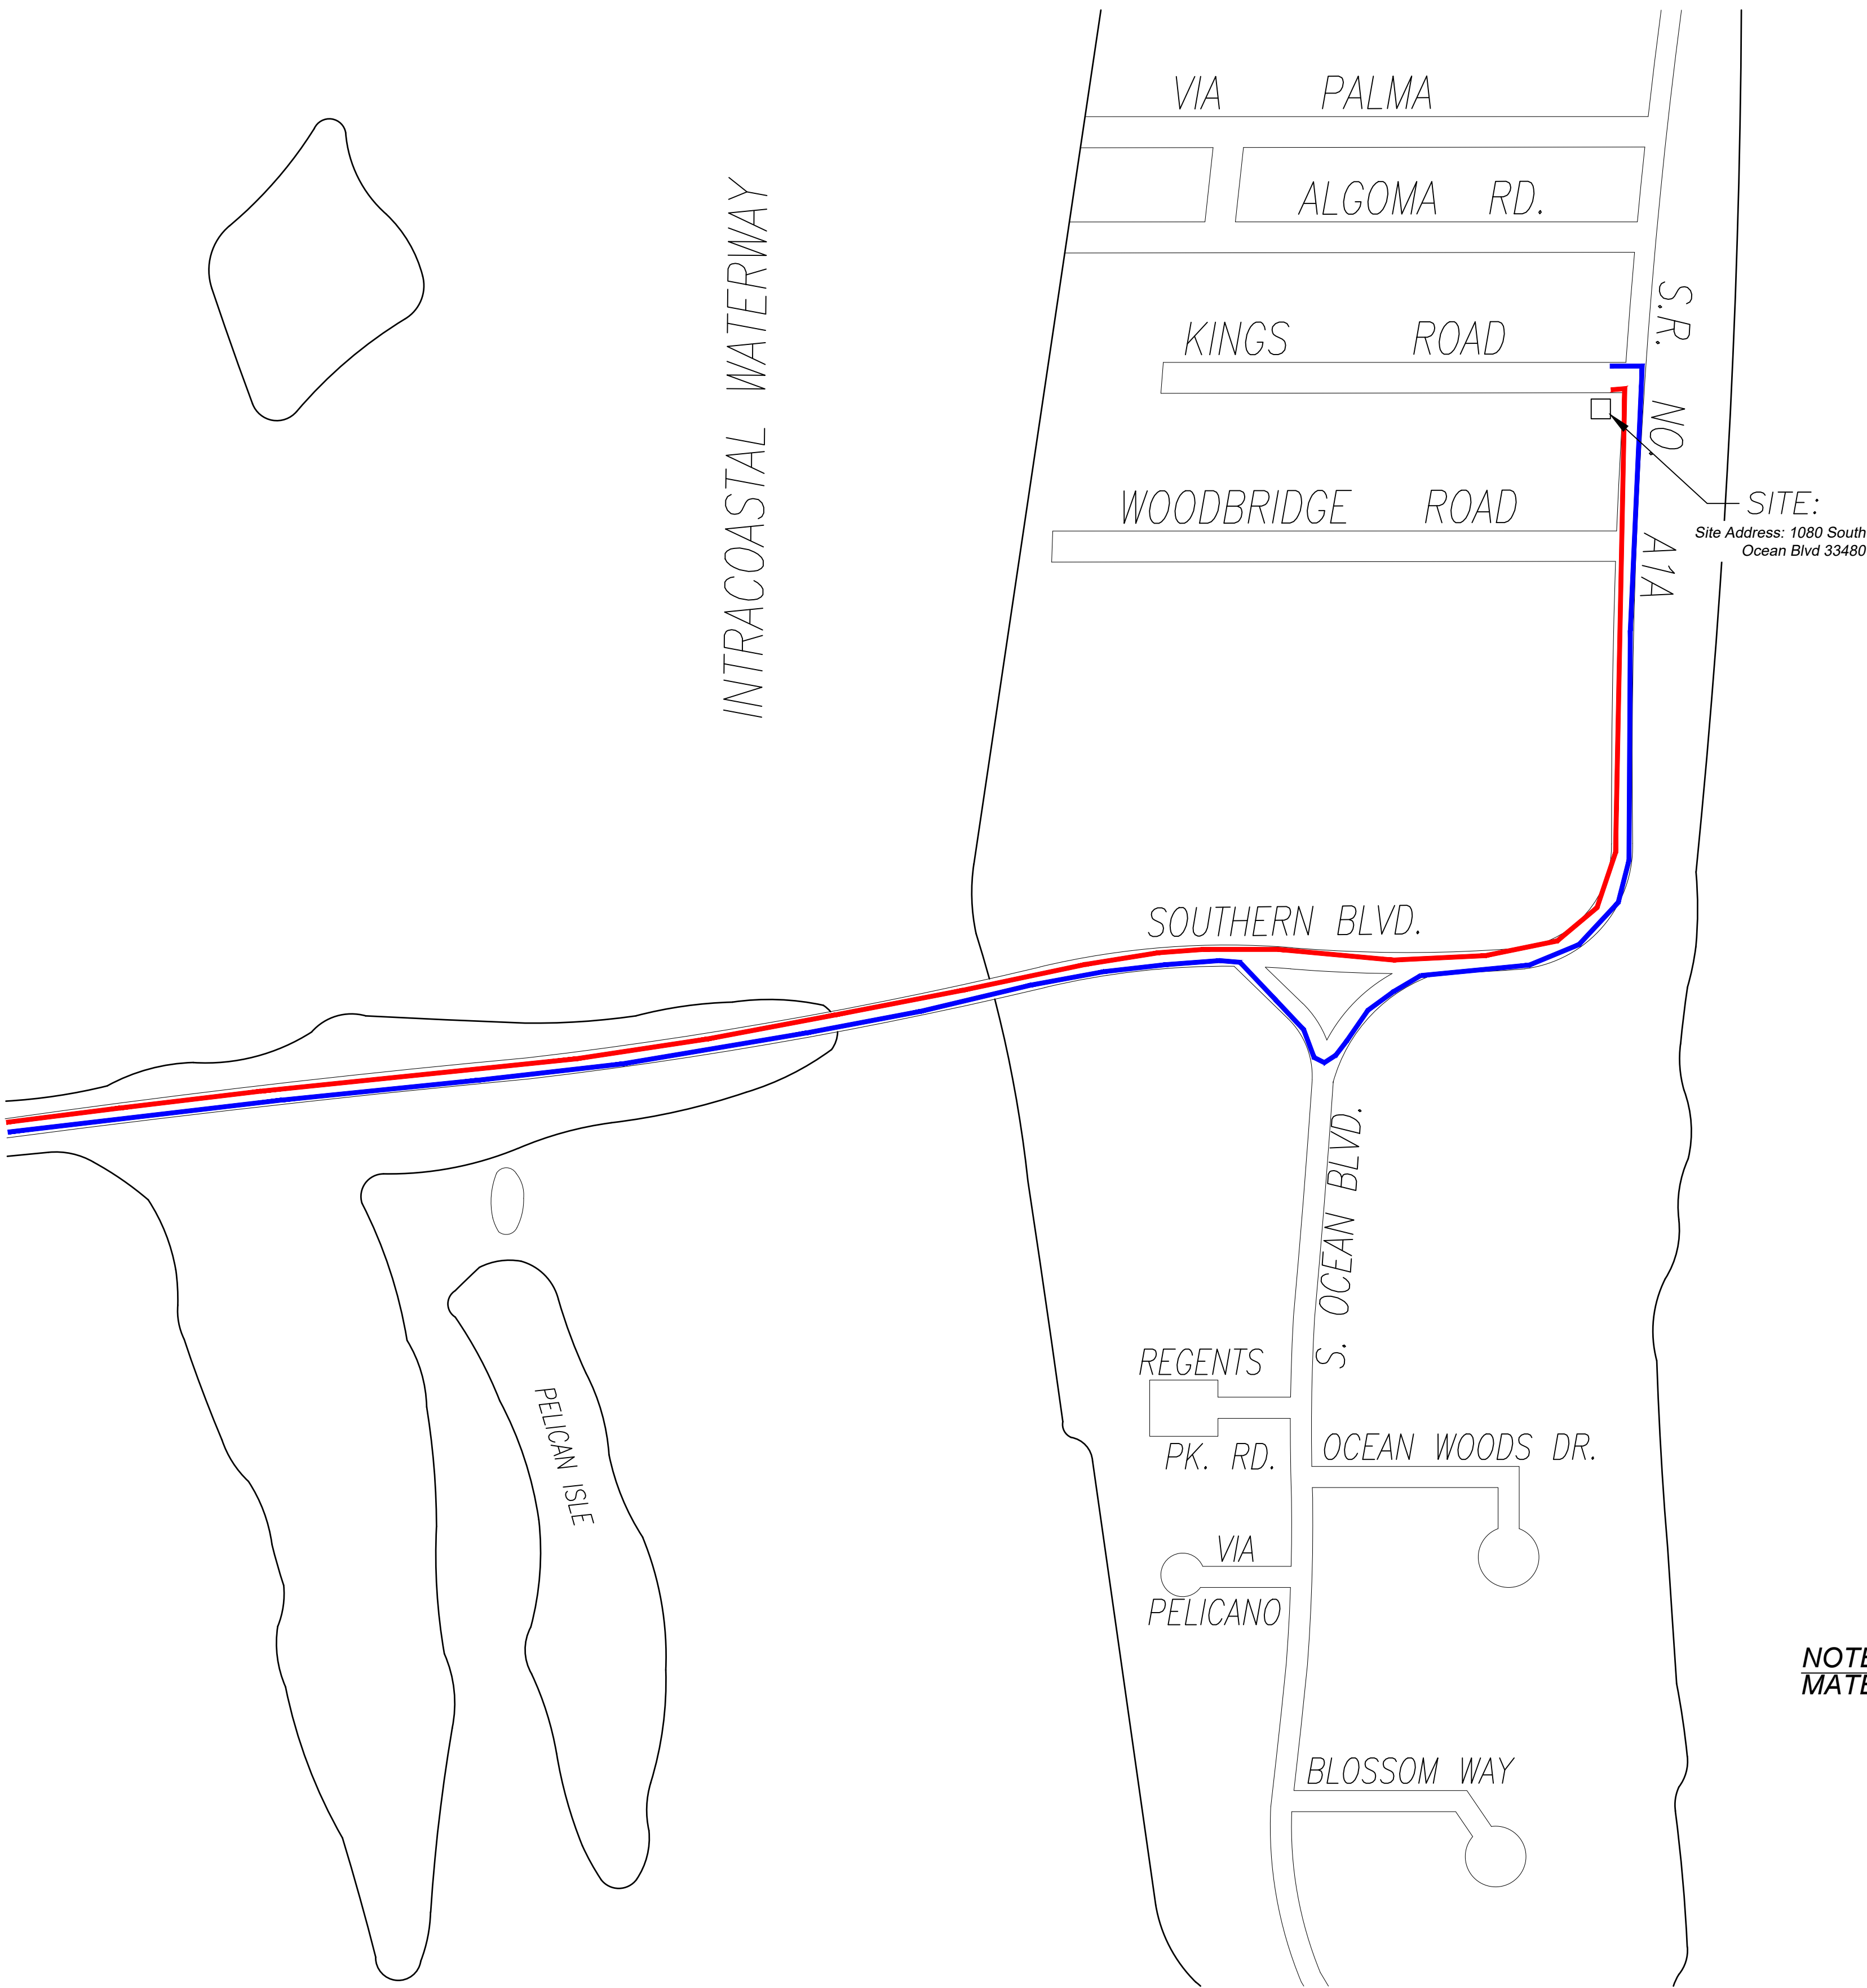 VIA PALMA
ALGOMA RD.
INTRACOASTAL WATERWAY
S.R. NO. A1A
KINGS ROAD
WOODBRIDGE ROAD
SITE:
Site Address: 1080 South
Ocean Blvd 33480
SOUTHERN BLVD.
S. OCEAN BLVD.
REGENTS
PK. RD.
OCEAN WOODS DR.
PELICAN ISLE
VIA
PELICANO
BLOSSOM WAY